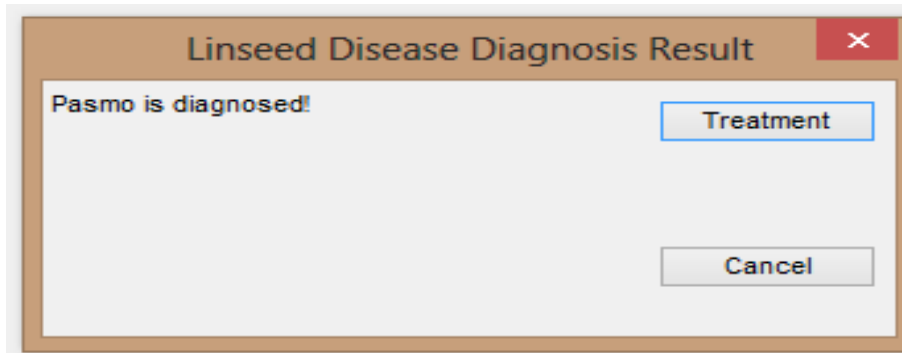 Linseed Disease Diagnosis Result
Pasmo is diagnosed!
Treatment
Cancel